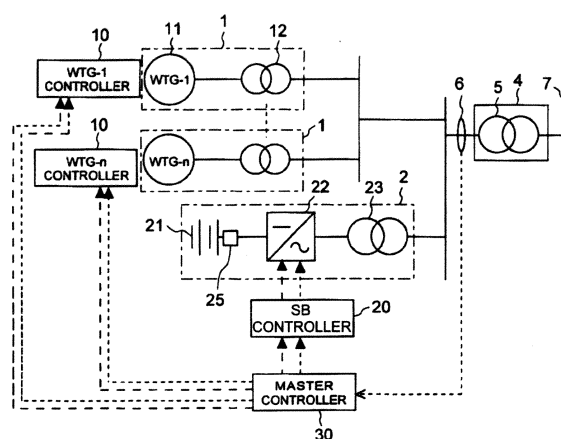 10
11
1
12
WTG-1
CONTROLLER
WTG-1
6
4
5
7
10
1
WTG-n
CONTROLLER
WTG-n
2
22
23
21
25
SB
CONTROLLER
20
MASTER
CONTROLLER
30